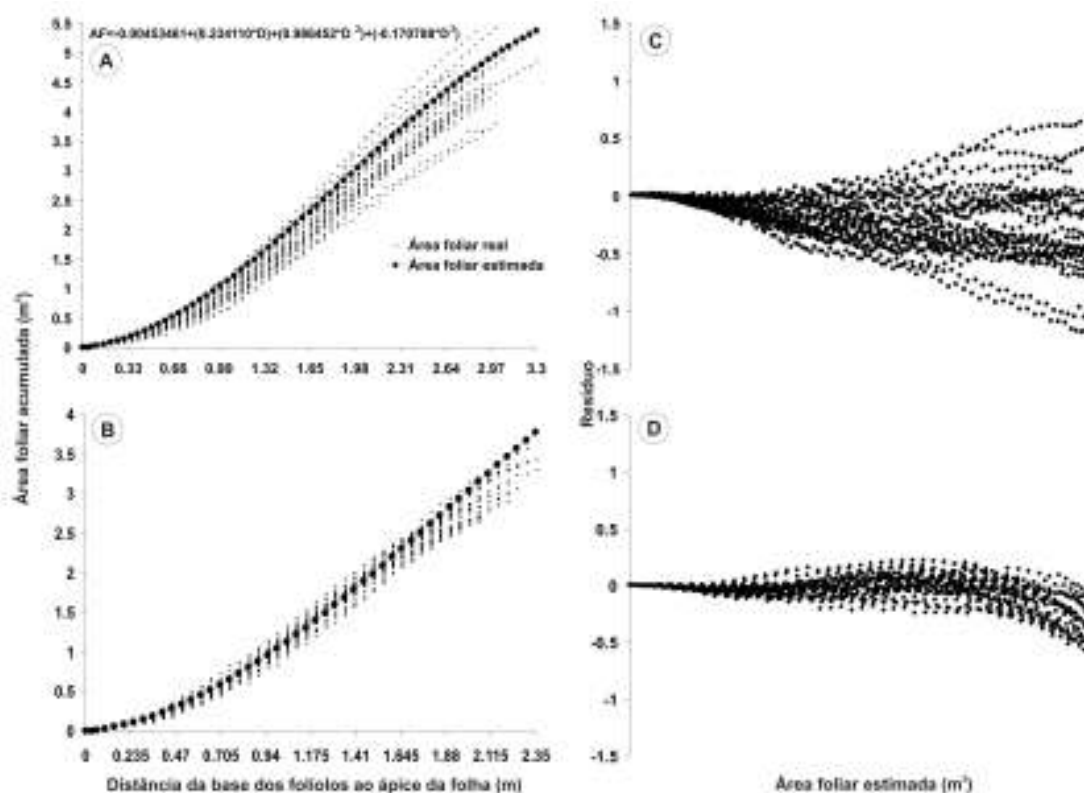 AF=-0.00453461+(0.234110*D)+(0.986452*D ²)+(-0.170788*D³)
A
5.5
5
4.5
4
3.5
3
2.5
2
1.5
1
0.5
0
Área foliar real
Área foliar estimada
0 0.33 0.66 0.99 1.32 1.65 1.98 2.31 2.64 2.97 3.3
B
4
3.5
3
2.5
2
1.5
1
0.5
0
0 0.235 0.47 0.705 0.94 1.175 1.41 1.645 1.88 2.115 2.35
Área foliar acumulada (m²)
Distância da base dos folíolos ao ápice da folha (m)
C
1.5
1
0.5
0
-0.5
-1
-1.5
D
1.5
1
0.5
0
-0.5
-1
-1.5
Resíduo
Área foliar estimada (m²)